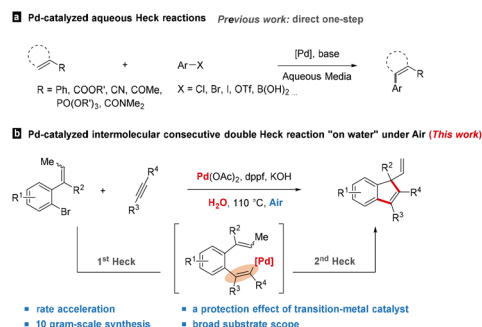 a Pd-catalyzed aqueous Heck reactions Previous work: direct one-step
R
+
Ar–X
[Pd], base
Aqueous Media
R
Ar
R = Ph, COOR', CN, COMe,
PO(OR')₃, CONMe₂
X = Cl, Br, I, OTf, B(OH)₂ ...
b Pd-catalyzed intermolecular consecutive double Heck reaction "on water" under Air (This work)
Me
R²
R¹
Br
+
R⁴
R³
Pd(OAc)₂, dppf, KOH
H₂O, 110 °C, Air
R²
R¹
R⁴
R³
1st Heck
R²
Me
[Pd]
R³
R⁴
2nd Heck
rate acceleration
a protection effect of transition-metal catalyst
10 gram-scale synthesis
broad substrate scope